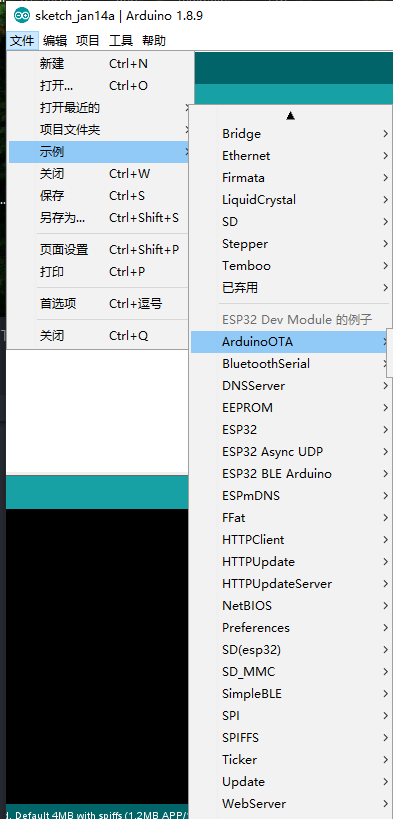 sketch_jan14a | Arduino 1.8.9
文件 编辑 项目 工具 帮助
新建 Ctrl+N
打开... Ctrl+O
打开最近的
项目文件夹
示例
关闭 Ctrl+W
保存 Ctrl+S
另存为... Ctrl+Shift+S
页面设置 Ctrl+Shift+P
打印 Ctrl+P
首选项 Ctrl+逗号
关闭 Ctrl+Q
Bridge
Ethernet
Firmata
LiquidCrystal
SD
Stepper
Temboo
已弃用
ESP32 Dev Module 的例子
ArduinoOTA
BluetoothSerial
DNSServer
EEPROM
ESP32
ESP32 Async UDP
ESP32 BLE Arduino
ESPmDNS
FFat
HTTPClient
HTTPUpdate
HTTPUpdateServer
NetBIOS
Preferences
SD(esp32)
SD_MMC
SimpleBLE
SPI
SPIFFS
Ticker
Update
WebServer
Default 4MB with spiffs (1.2MB APP/